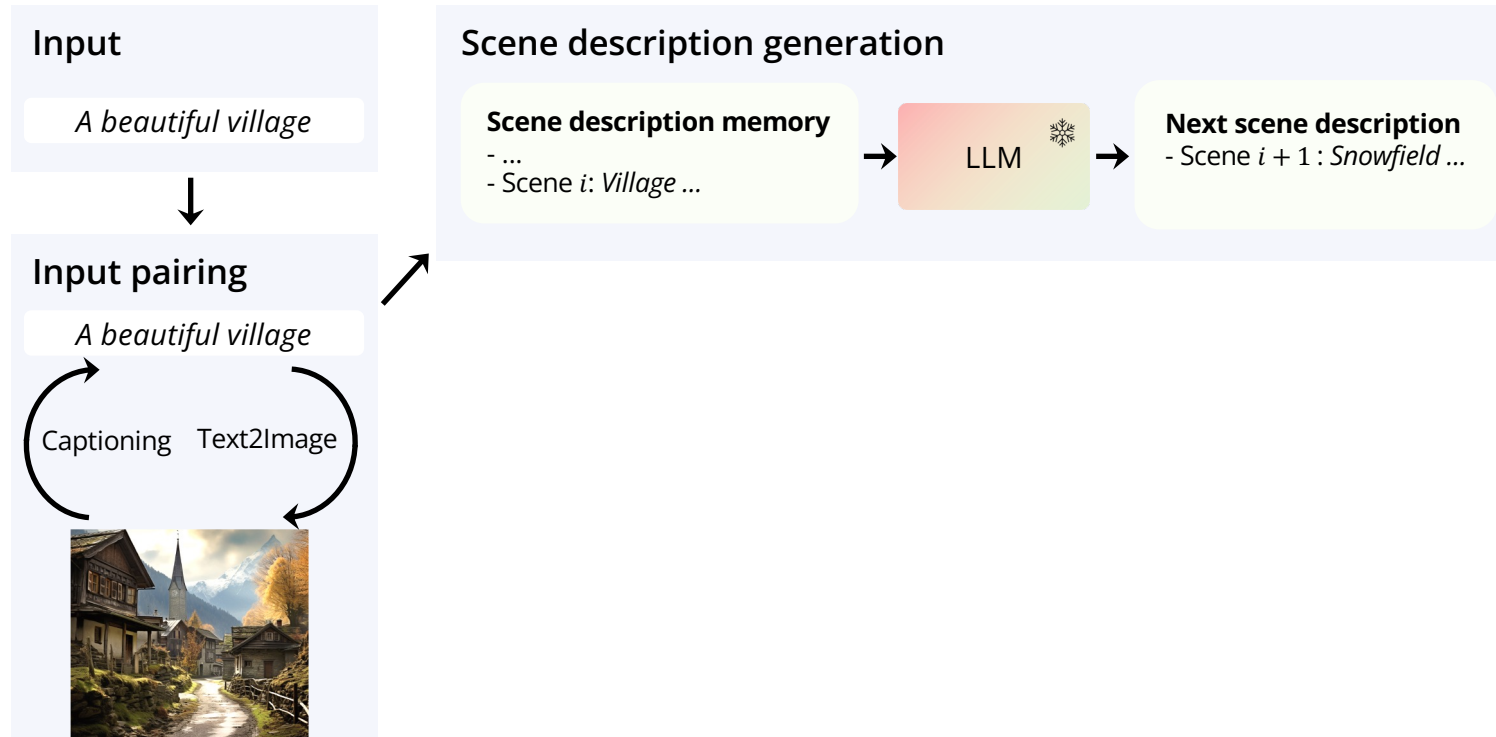 Input
A beautiful village
Input pairing
A beautiful village
Captioning
Text2Image
Scene description generation
Scene description memory
- ...
- Scene i: Village ...
LLM
Next scene description
- Scene i + 1 : Snowfield ...